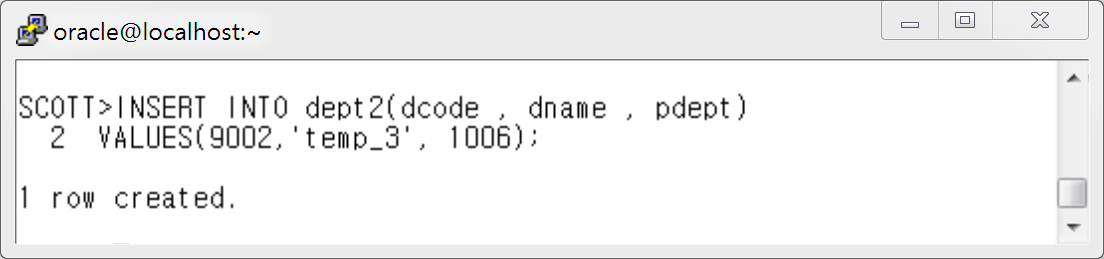 oracle@localhost:~
SCOTT>INSERT INTO dept2(dcode , dname , pdept)
2 VALUES(9002,'temp_3', 1006);
1 row created.